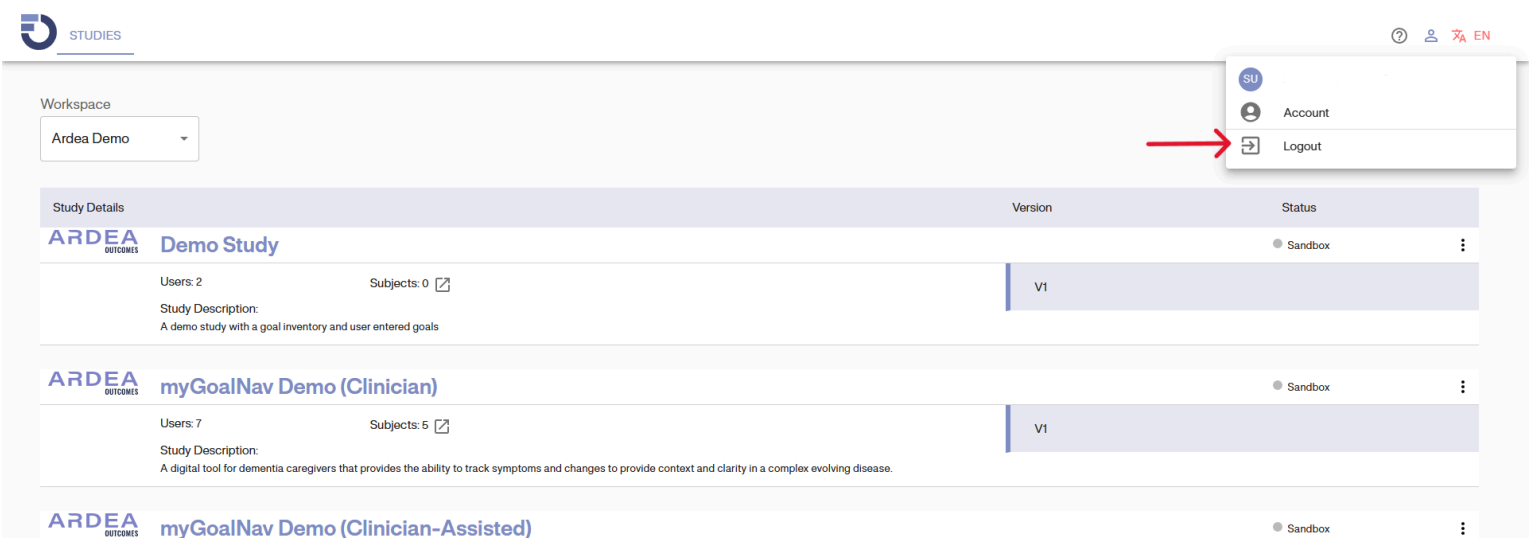 STUDIES
EN
SU
Account
Logout
Workspace
Ardea Demo
Study Details Version Status
ARDEA OUTCOMES Demo Study Sandbox
Users: 2 Subjects: 0 V1
Study Description:
A demo study with a goal inventory and user entered goals
ARDEA OUTCOMES myGoalNav Demo (Clinician) Sandbox
Users: 7 Subjects: 5 V1
Study Description:
A digital tool for dementia caregivers that provides the ability to track symptoms and changes to provide context and clarity in a complex evolving disease.
ARDEA OUTCOMES myGoalNav Demo (Clinician-Assisted) Sandbox